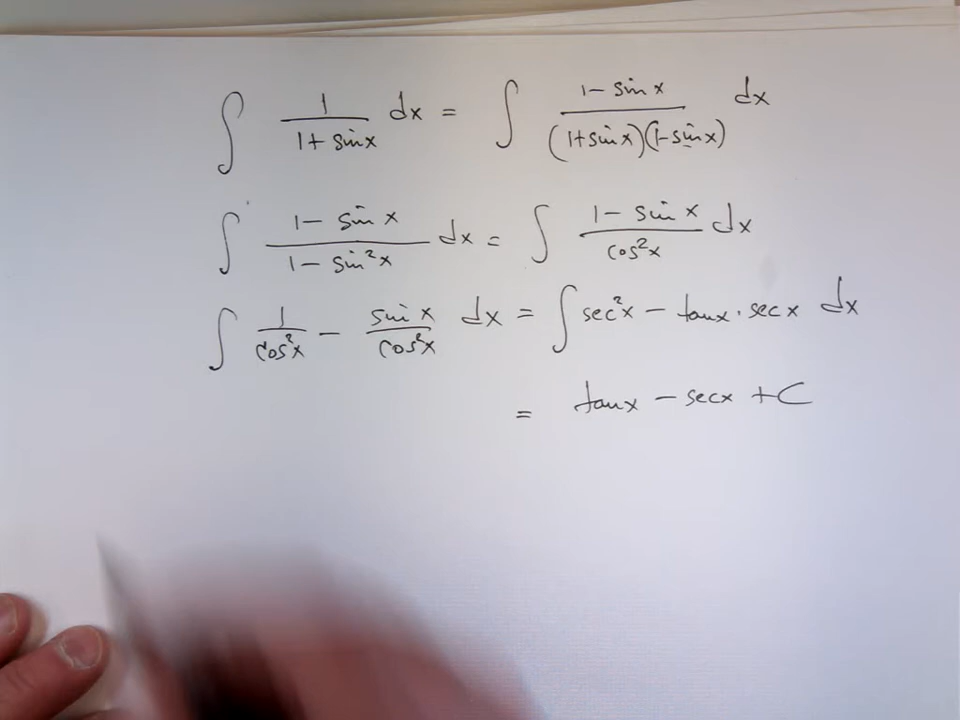 ∫ 1/(1 + sin x) dx = ∫ (1 - sin x)/((1+sin x)(1-sin x)) dx
∫ (1 - sin x)/(1 - sin²x) dx = ∫ (1 - sin x)/(cos²x) dx
∫ 1/(cos²x) - (sin x)/(cos²x) dx = ∫ sec²x - tan x · sec x dx
= tan x - sec x + C